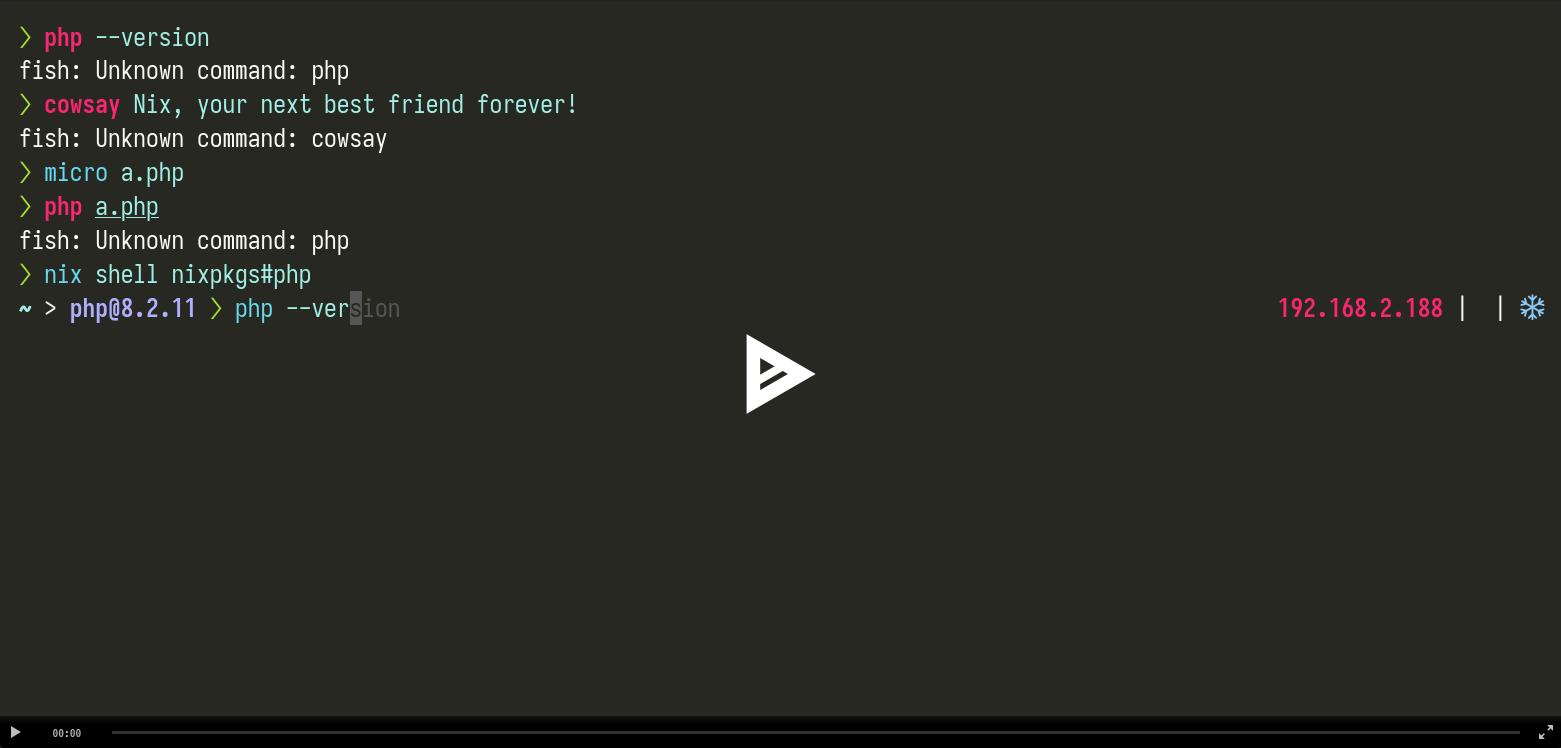 ❯ php --version
fish: Unknown command: php
❯ cowsay Nix, your next best friend forever!
fish: Unknown command: cowsay
❯ micro a.php
❯ php a.php
fish: Unknown command: php
❯ nix shell nixpkgs#php
~ > php@8.2.11 ❯ php --version 192.168.2.188 | | ❄
00:00